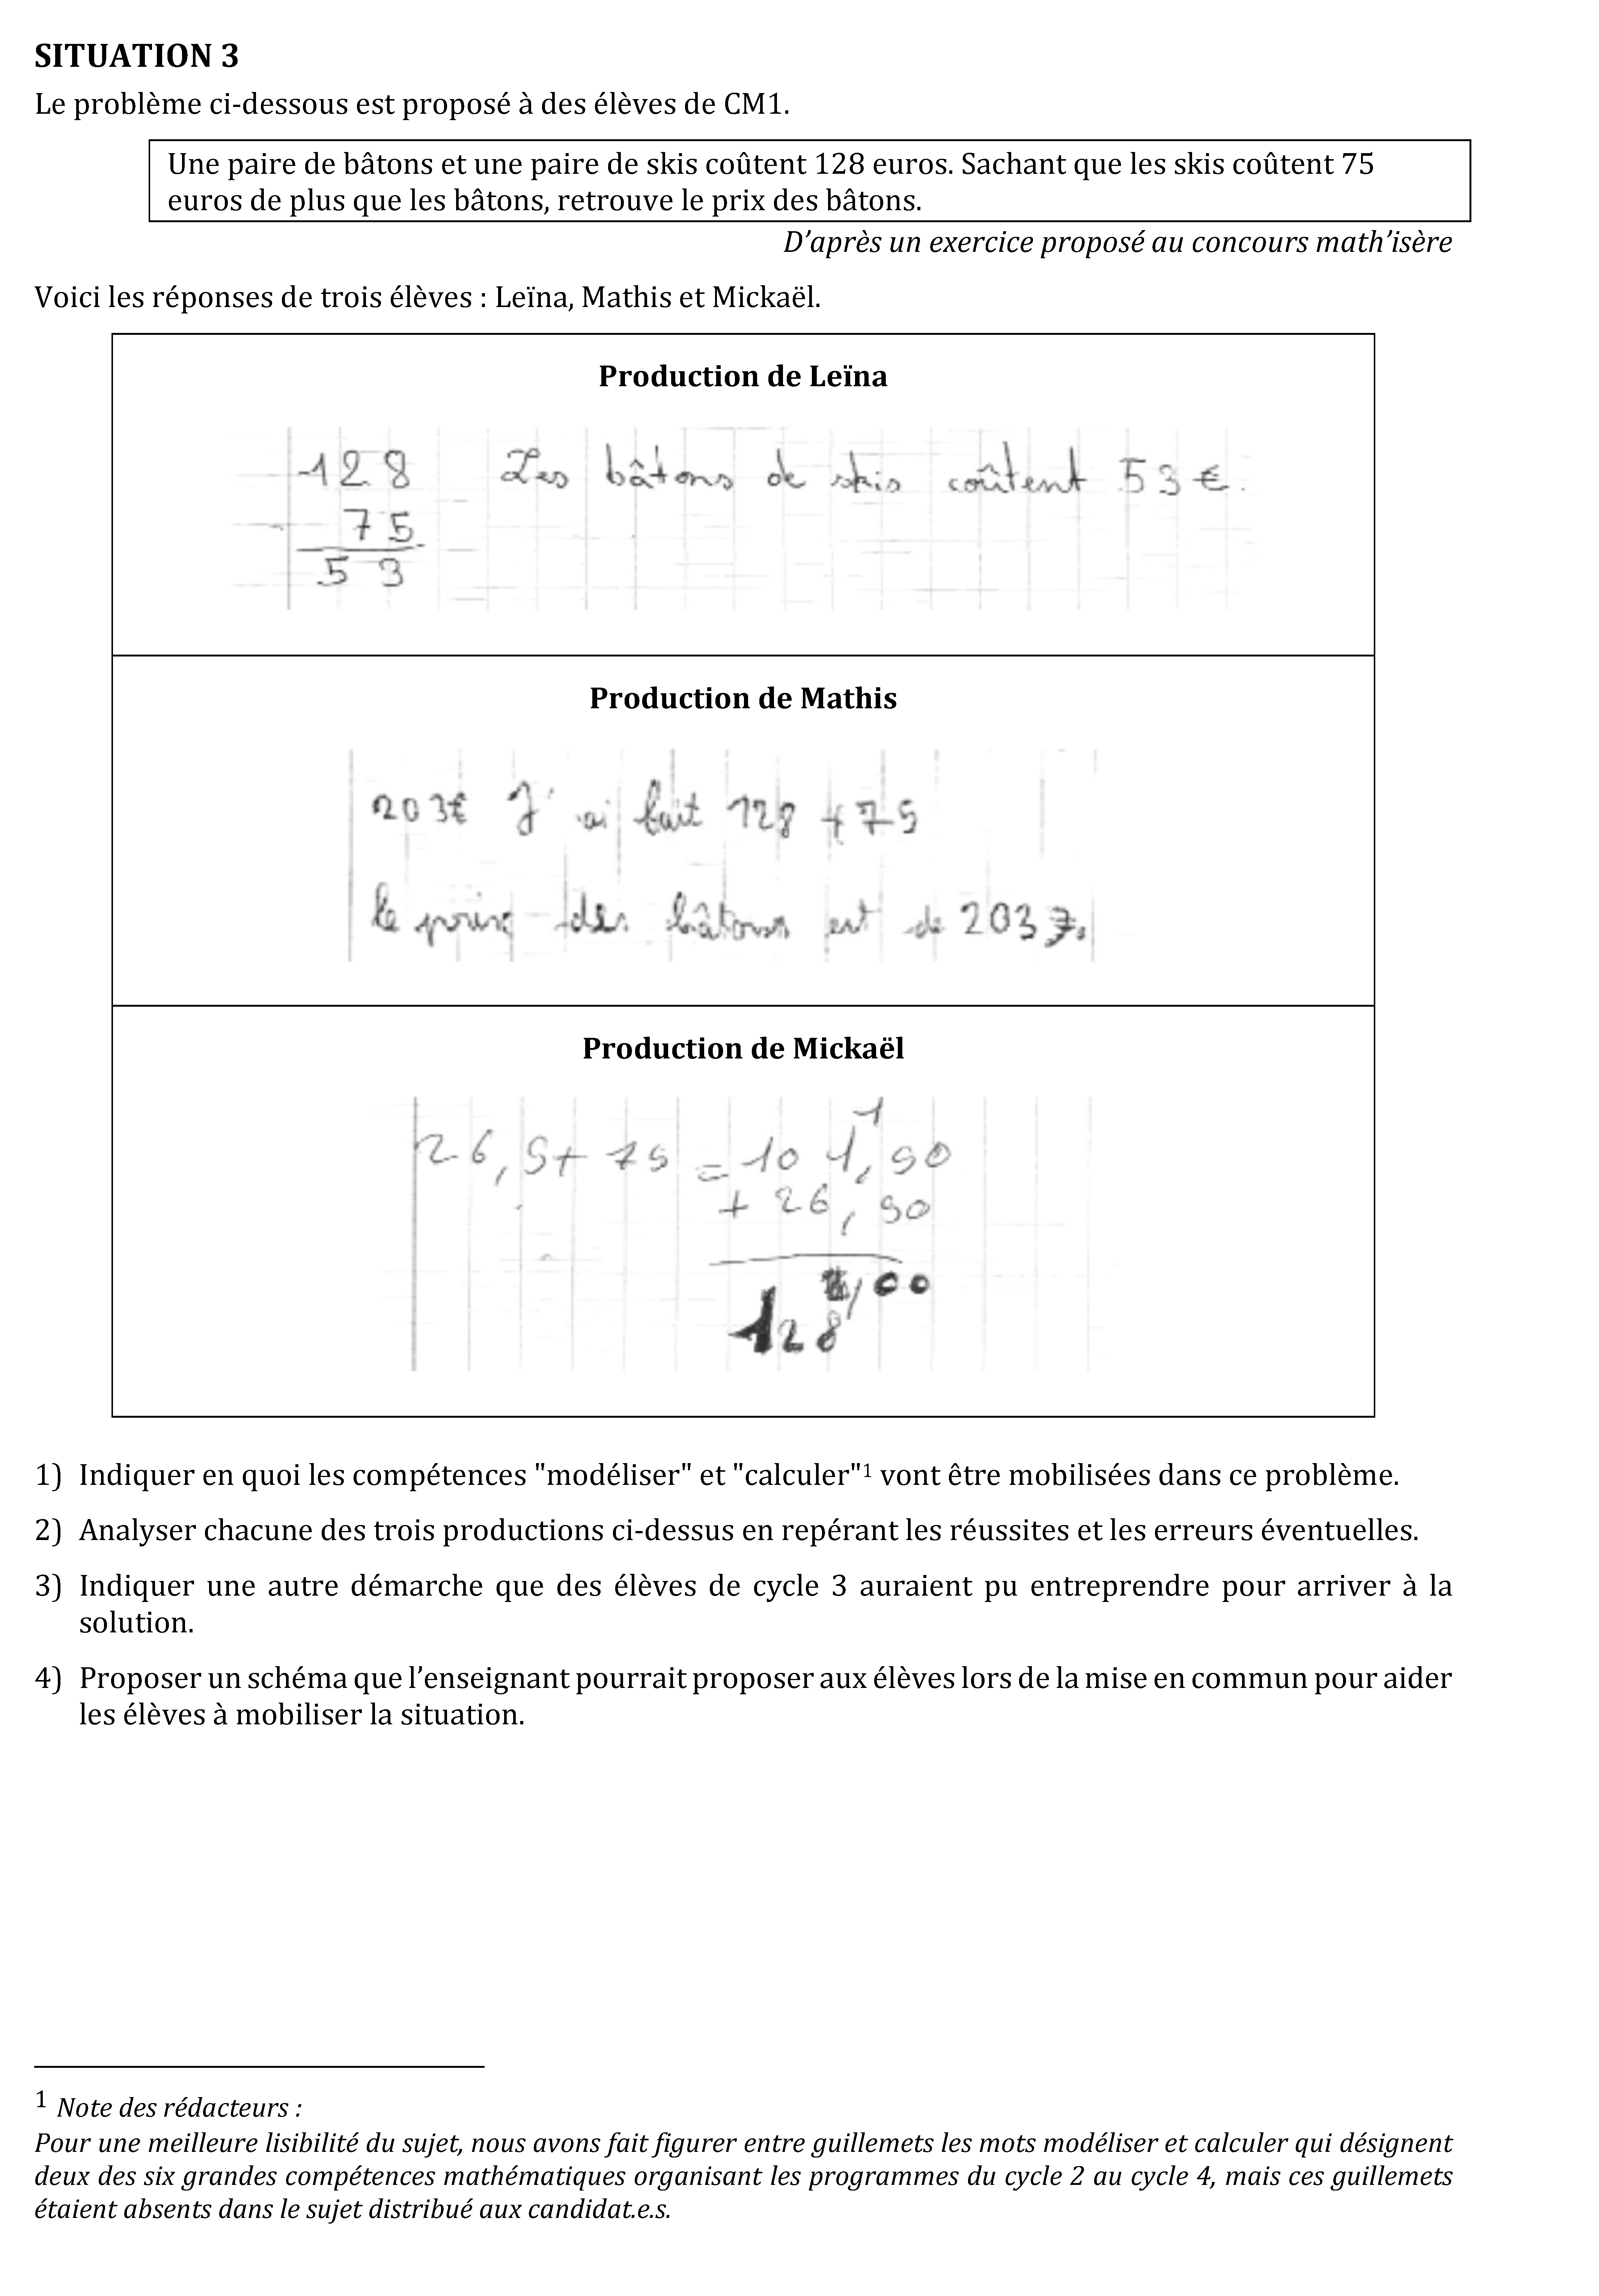 SITUATION 3
Le problème ci-dessous est proposé à des élèves de CM1.
Une paire de bâtons et une paire de skis coûtent 128 euros. Sachant que les skis coûtent 75
euros de plus que les bâtons, retrouve le prix des bâtons.
D’après un exercice proposé au concours math’isère
Voici les réponses de trois élèves : Leïna, Mathis et Mickaël.
Production de Leïna
128 Les bâtons de skis coûtent 53 €.
- 75
53
Production de Mathis
203€ J'ai fait 128 + 75
le prix des bâtons est de 203
Production de Mickaël
1
26,5 + 75 = 101,50
+ 26,50
,00
128
1) Indiquer en quoi les compétences "modéliser" et "calculer"1 vont être mobilisées dans ce problème.
2) Analyser chacune des trois productions ci-dessus en repérant les réussites et les erreurs éventuelles.
3) Indiquer une autre démarche que des élèves de cycle 3 auraient pu entreprendre pour arriver à la
solution.
4) Proposer un schéma que l’enseignant pourrait proposer aux élèves lors de la mise en commun pour aider
les élèves à mobiliser la situation.
1 Note des rédacteurs :
Pour une meilleure lisibilité du sujet, nous avons fait figurer entre guillemets les mots modéliser et calculer qui désignent
deux des six grandes compétences mathématiques organisant les programmes du cycle 2 au cycle 4, mais ces guillemets
étaient absents dans le sujet distribué aux candidat.e.s.